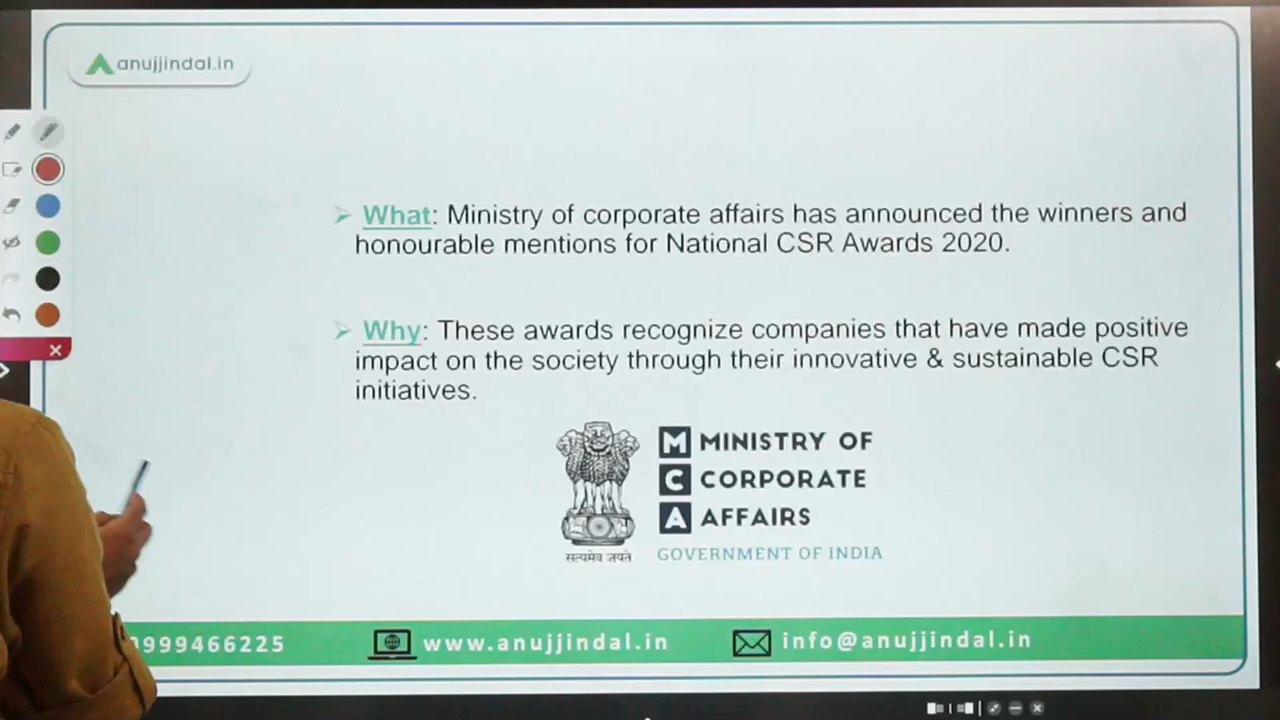 anujjindal.in
What: Ministry of corporate affairs has announced the winners and
honourable mentions for National CSR Awards 2020.
Why: These awards recognize companies that have made positive
impact on the society through their innovative & sustainable CSR
initiatives.
M MINISTRY OF
C CORPORATE
A AFFAIRS
सत्यमेव जयते
GOVERNMENT OF INDIA
9999466225 www.anujjindal.in info@anujjindal.in